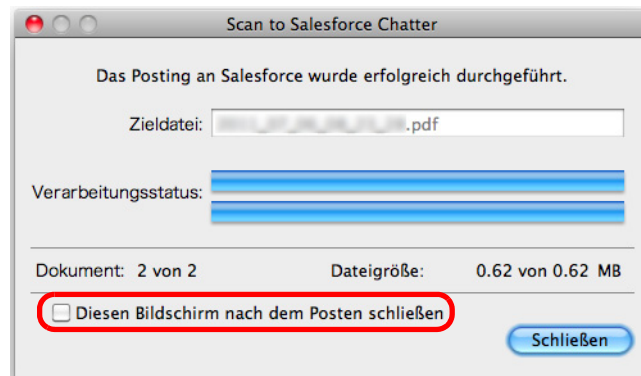 Scan to Salesforce Chatter
Das Posting an Salesforce wurde erfolgreich durchgeführt.
Zieldatei: .pdf
Verarbeitungsstatus:
Dokument: 2 von 2 Dateigröße: 0.62 von 0.62 MB
Diesen Bildschirm nach dem Posten schließen
Schließen